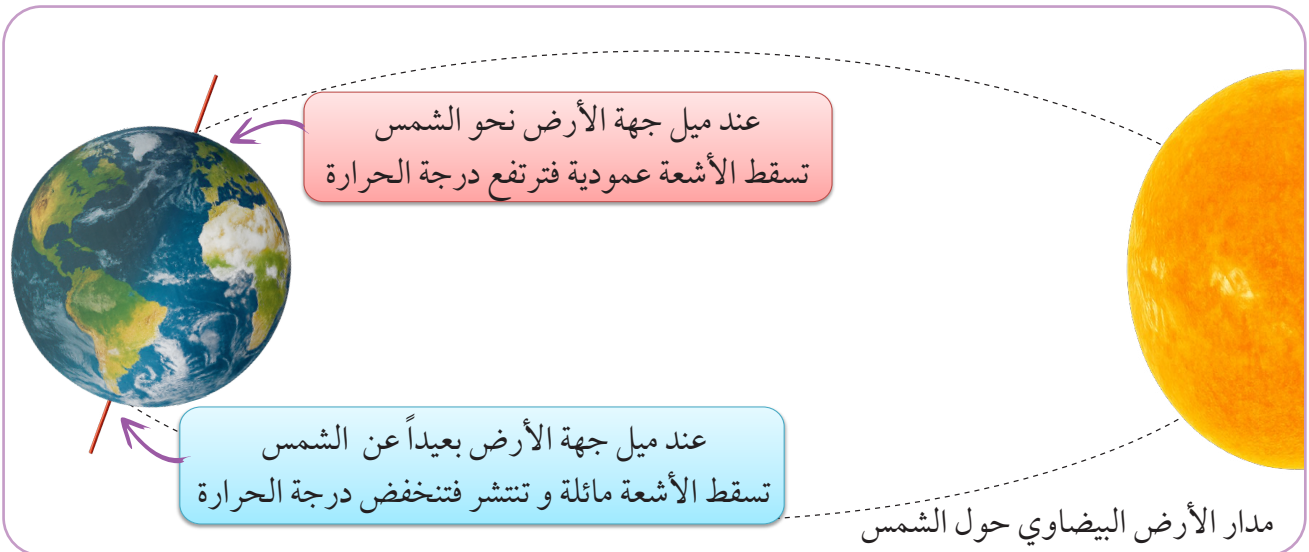 عند ميل جهة الأرض نحو الشمس
تسقط الأشعة عمودية فترتفع درجة الحرارة
عند ميل جهة الأرض بعيداً عن الشمس
تسقط الأشعة مائلة و تنتشر فتنخفض درجة الحرارة
مدار الأرض البيضاوي حول الشمس